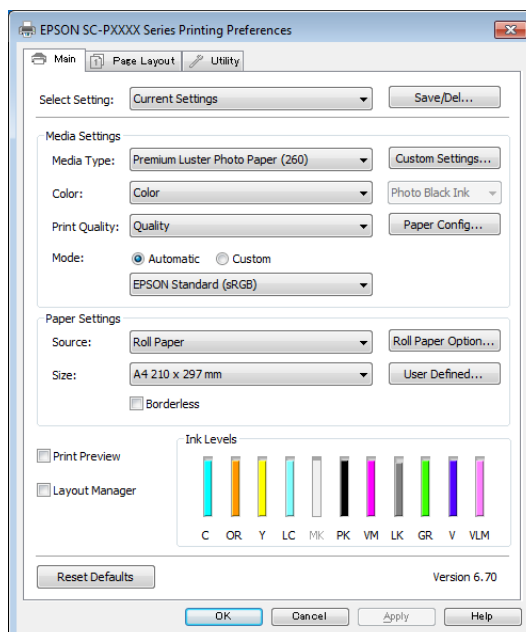 EPSON SC-PXXXX Series Printing Preferences
Main Page Layout Utility
Select Setting: Current Settings Save/Del...
Media Settings
Media Type: Premium Luster Photo Paper (260) Custom Settings...
Color: Color Photo Black Ink
Print Quality: Quality Paper Config...
Mode: Automatic Custom
EPSON Standard (sRGB)
Paper Settings
Source: Roll Paper Roll Paper Option...
Size: A4 210 x 297 mm User Defined...
Borderless
Ink Levels
Print Preview
Layout Manager
C OR Y LC MK PK VM LK GR V VLM
Reset Defaults Version 6.70
OK Cancel Apply Help